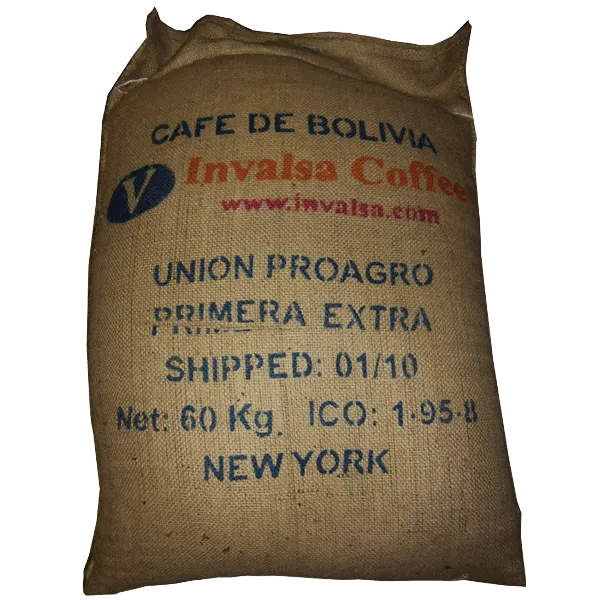 CAFE DE BOLIVIA
V Invalsa Coffee
www.invalsa.com
UNION PROAGRO
PRIMERA EXTRA
SHIPPED: 01/10
Net: 60 Kg. ICO: 1-95-8
NEW YORK